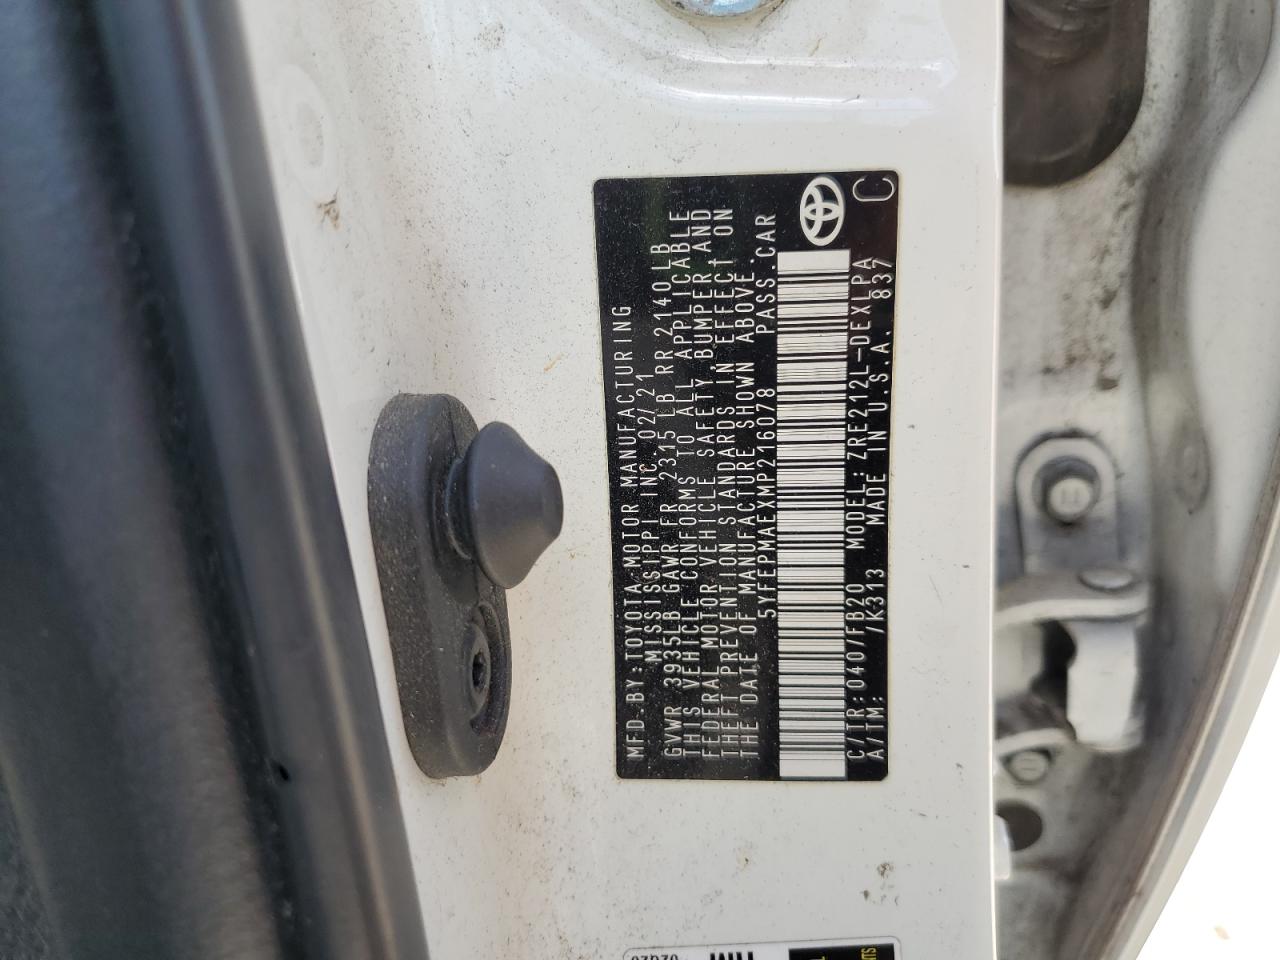 MFD.BY:TOYOTA MOTOR MANUFACTURING
MISSISSIPPI INC. 02/21
GVWR 3935LB GAWR FR 2315 LB RR 2140LB
THIS VEHICLE CONFORMS TO ALL APPLICABLE
FEDERAL MOTOR VEHICLE SAFETY, BUMPER, AND
THEFT PREVENTION STANDARDS IN EFFECT ON
THE DATE OF MANUFACTURE SHOWN ABOVE.
5YFEPMAEXMP216078 PASS.CAR
C/TR: 040/FB20 MODEL: ZRE212L-DEXLPA
A/TM: /K313 MADE IN U.S.A. 837
C